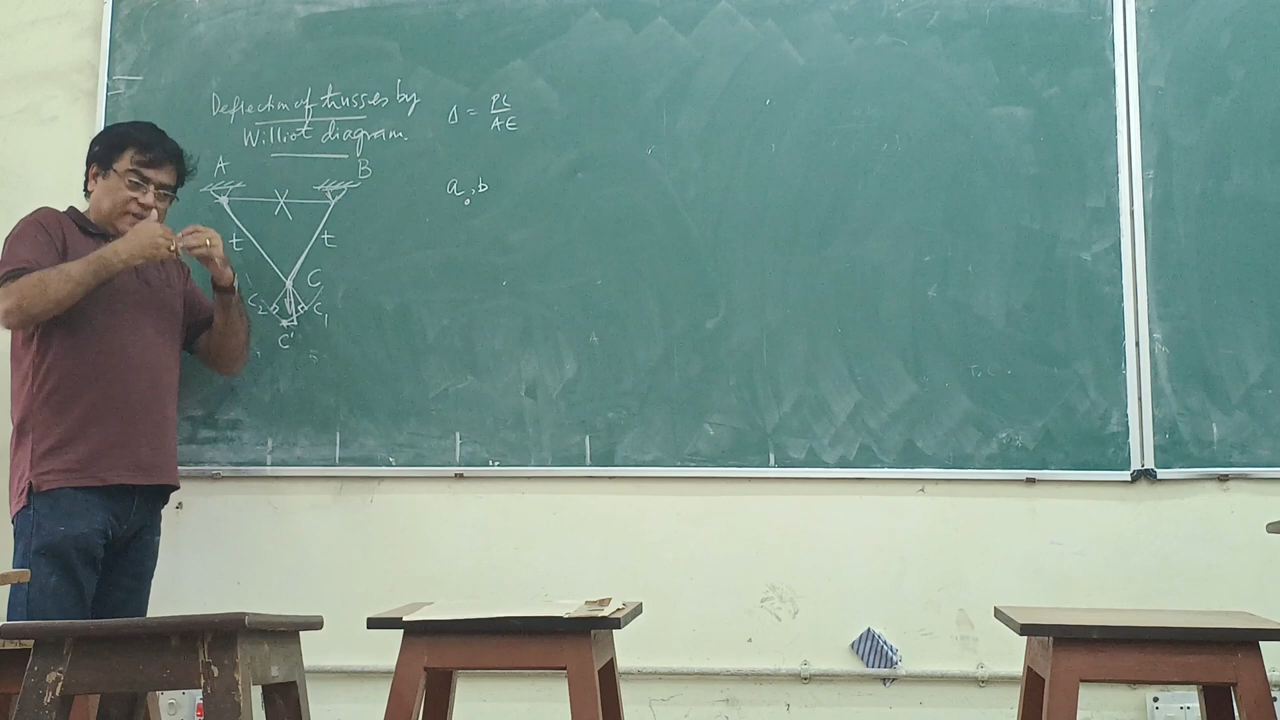 Deflection of trusses by
Williot diagram.
Δ = PL
AE
a, b
A
B
t
t
C
C2
C1
C'